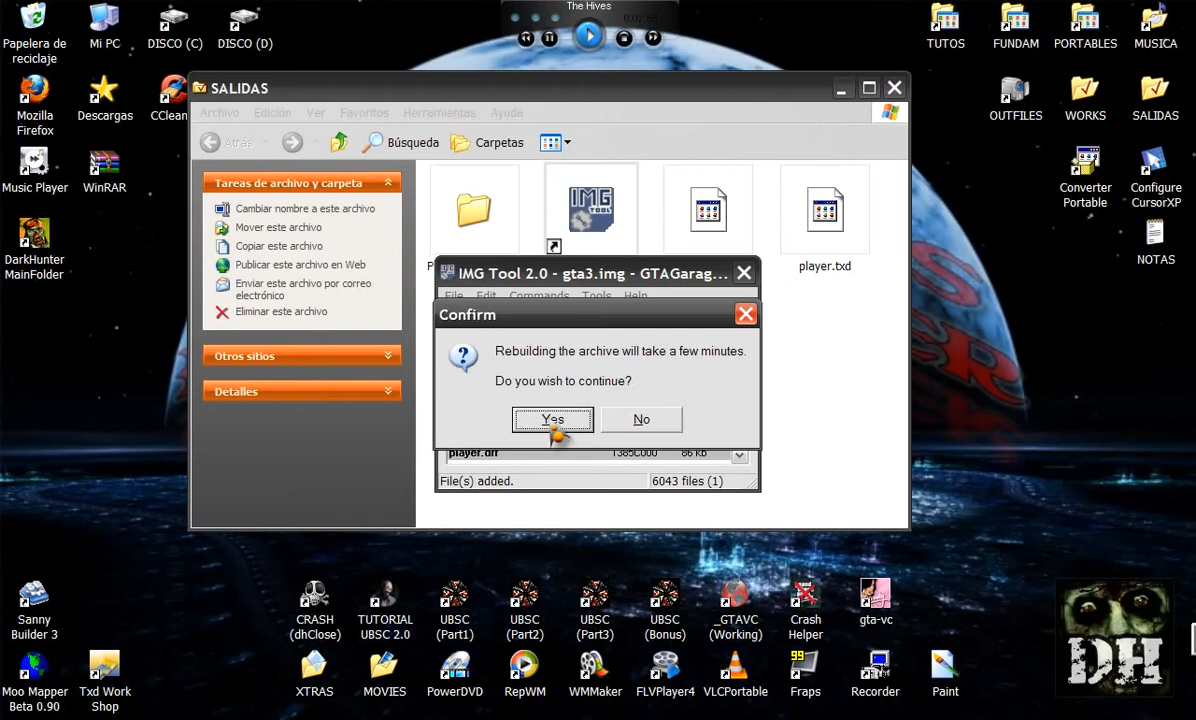 The Hives
Papelera de
reciclaje
Mi PC
DISCO (C)
DISCO (D)
TUTOS
FUNDAM
PORTABLES
MUSICA
Mozilla
Firefox
Descargas
CClean
OUTFILES
WORKS
SALIDAS
Music Player
WinRAR
Converter
Portable
Configure
CursorXP
DarkHunter
MainFolder
NOTAS
SALIDAS
Archivo Edición Ver Favoritos Herramientas Ayuda
Atrás Búsqueda Carpetas
Tareas de archivo y carpeta
Cambiar nombre a este archivo
Mover este archivo
Copiar este archivo
Publicar este archivo en Web
Enviar este archivo por correo
electrónico
Eliminar este archivo
Otros sitios
Detalles
IMG
TOOL
P
player.txd
IMG Tool 2.0 - gta3.img - GTAGarag...
File Edit Commands Tools Help
Confirm
Rebuilding the archive will take a few minutes.
Do you wish to continue?
Yes No
player.dff 1385C000 86 kb
File(s) added. 6043 files (1)
Sanny
Builder 3
CRASH
(dhClose)
TUTORIAL
UBSC 2.0
UBSC
(Part1)
UBSC
(Part2)
UBSC
(Part3)
UBSC
(Bonus)
_GTAVC
(Working)
Crash
Helper
gta-vc
Moo Mapper
Beta 0.90
Txd Work
Shop
XTRAS
MOVIES
PowerDVD
RepWM
WMMaker
FLVPlayer4
VLCPortable
99
Fraps
Recorder
Paint
DH